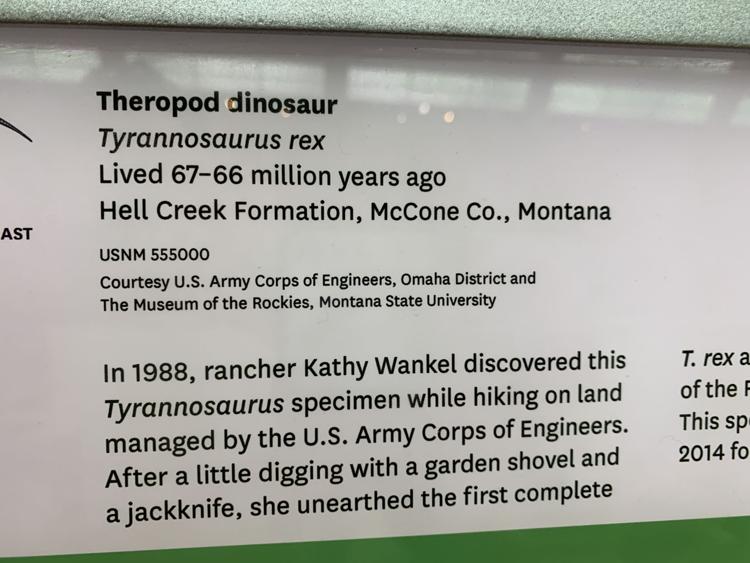 Theropod dinosaur
Tyrannosaurus rex
Lived 67–66 million years ago
Hell Creek Formation, McCone Co., Montana
AST
USNM 555000
Courtesy U.S. Army Corps of Engineers, Omaha District and
The Museum of the Rockies, Montana State University
In 1988, rancher Kathy Wankel discovered this
Tyrannosaurus specimen while hiking on land
managed by the U.S. Army Corps of Engineers.
After a little digging with a garden shovel and
a jackknife, she unearthed the first complete
T. rex a
of the
This sp
2014 fo